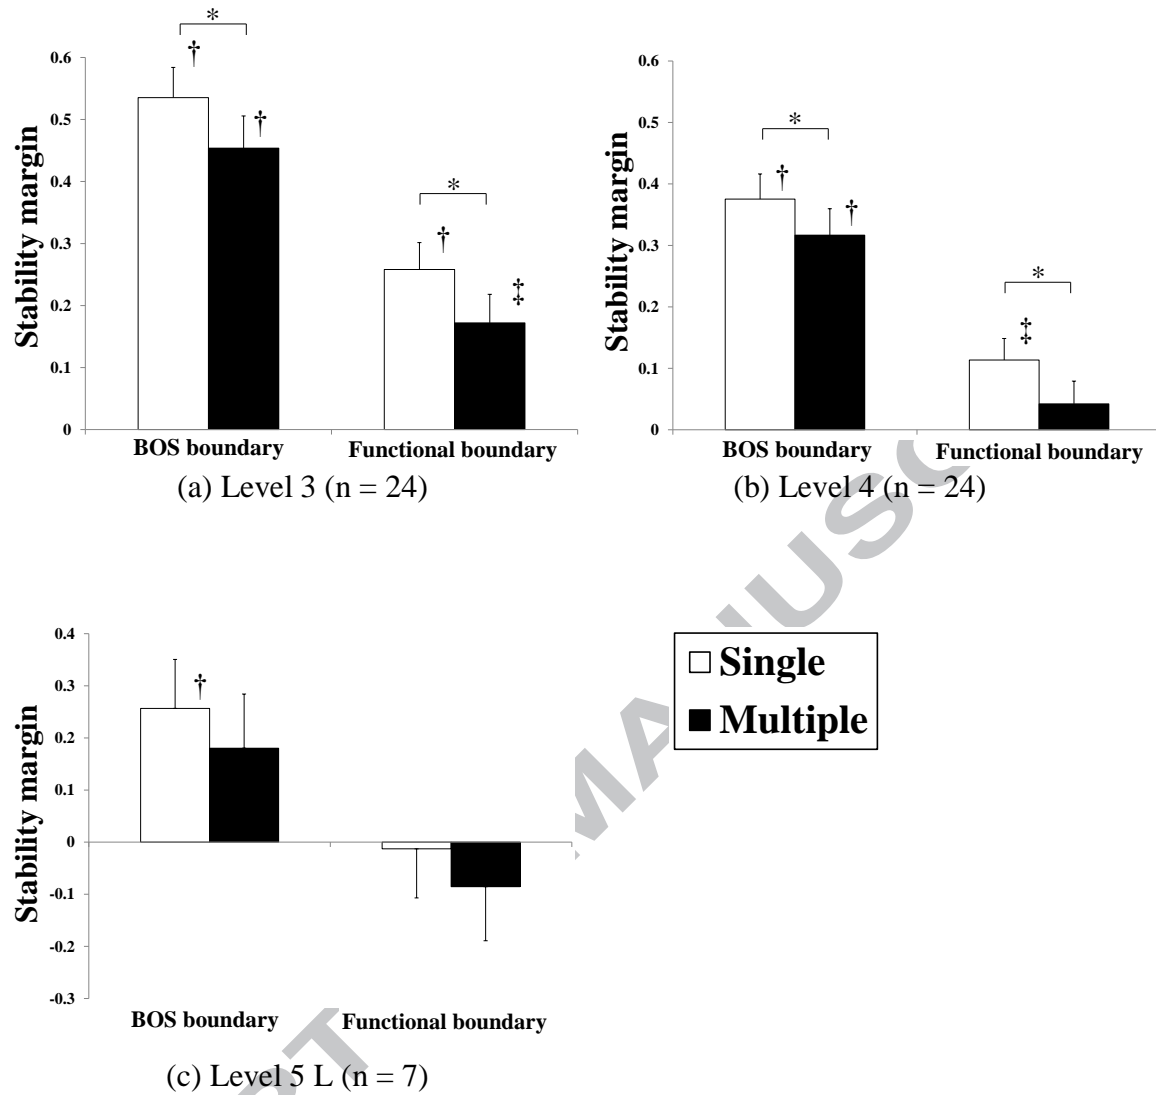 *
†
†
*
†
‡
0.6
0.5
0.4
0.3
0.2
0.1
0
Stability margin
BOS boundary
Functional boundary
(a) Level 3 (n = 24)
*
†
†
*
‡
0.6
0.5
0.4
0.3
0.2
0.1
0
Stability margin
BOS boundary
Functional boundary
(b) Level 4 (n = 24)
†
0.4
0.3
0.2
0.1
0
-0.1
-0.2
-0.3
Stability margin
BOS boundary
Functional boundary
(c) Level 5 L (n = 7)
Single
Multiple